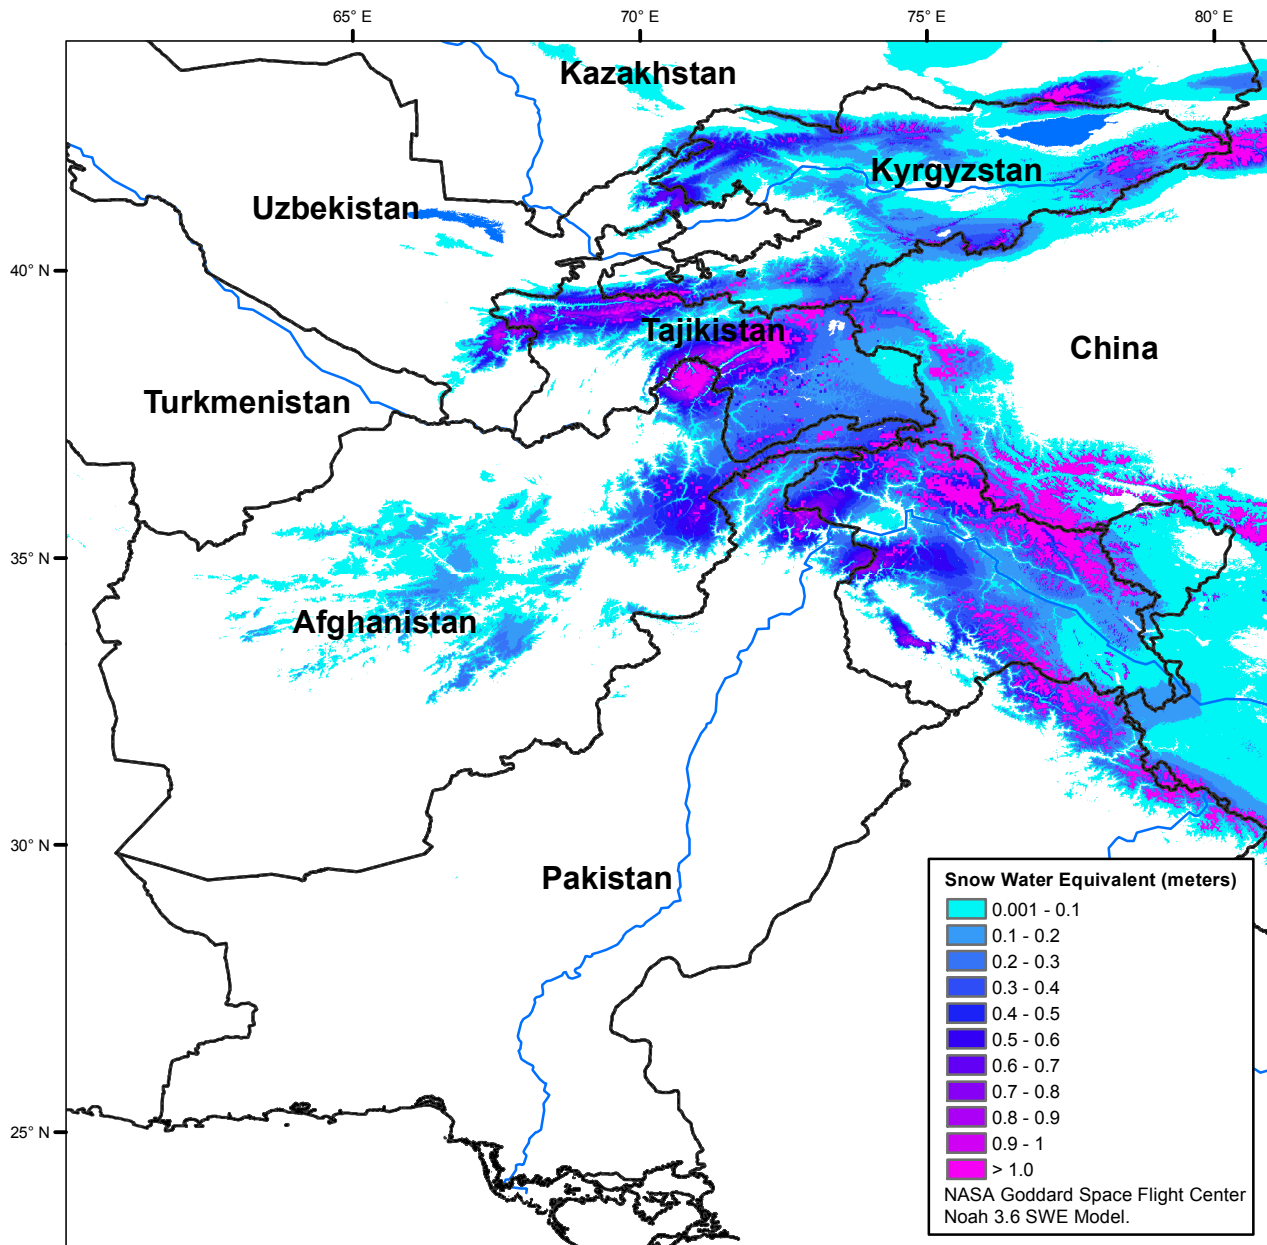 65° E
70° E
75° E
80° E
Kazakhstan
Kyrgyzstan
Uzbekistan
40° N
Tajikistan
China
Turkmenistan
35° N
Afghanistan
30° N
Pakistan
25° N
Snow Water Equivalent (meters)
0.001 - 0.1
0.1 - 0.2
0.2 - 0.3
0.3 - 0.4
0.4 - 0.5
0.5 - 0.6
0.6 - 0.7
0.7 - 0.8
0.8 - 0.9
0.9 - 1
> 1.0
NASA Goddard Space Flight Center
Noah 3.6 SWE Model.